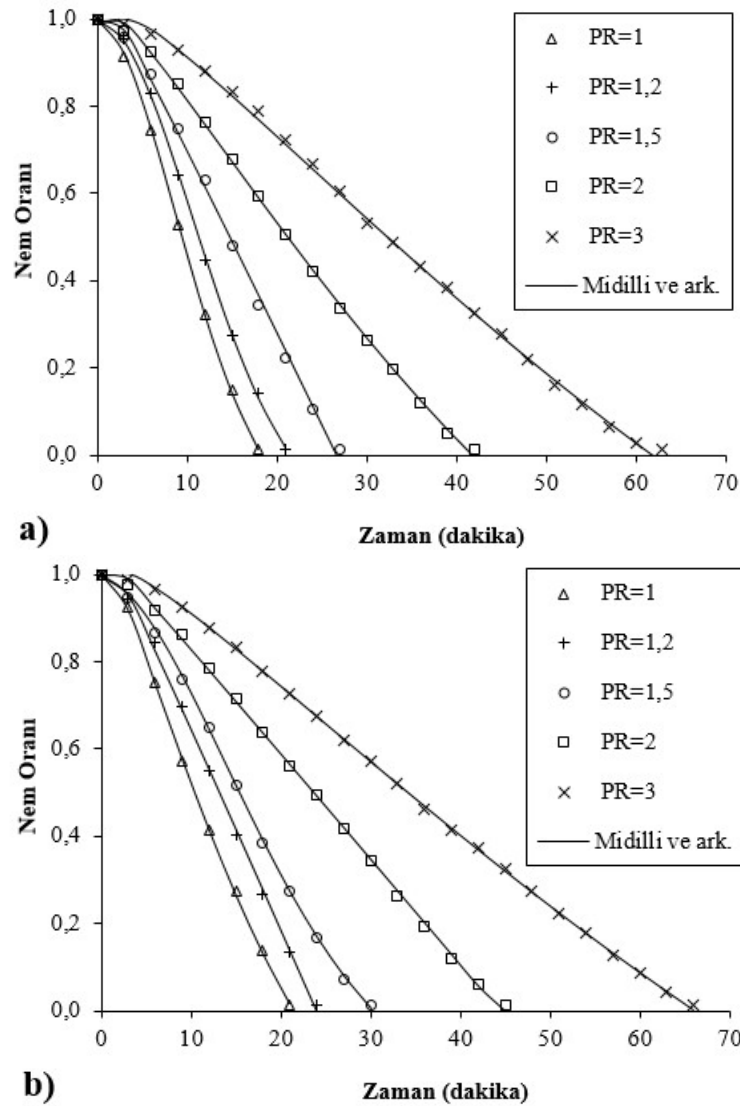 1,0
0,8
0,6
0,4
0,2
0,0
Nem Oranı
0 10 20 30 40 50 60 70
Zaman (dakika)
PR=1
PR=1,2
PR=1,5
PR=2
PR=3
Midilli ve ark.
a)
1,0
0,8
0,6
0,4
0,2
0,0
Nem Oranı
0 10 20 30 40 50 60 70
Zaman (dakika)
PR=1
PR=1,2
PR=1,5
PR=2
PR=3
Midilli ve ark.
b)